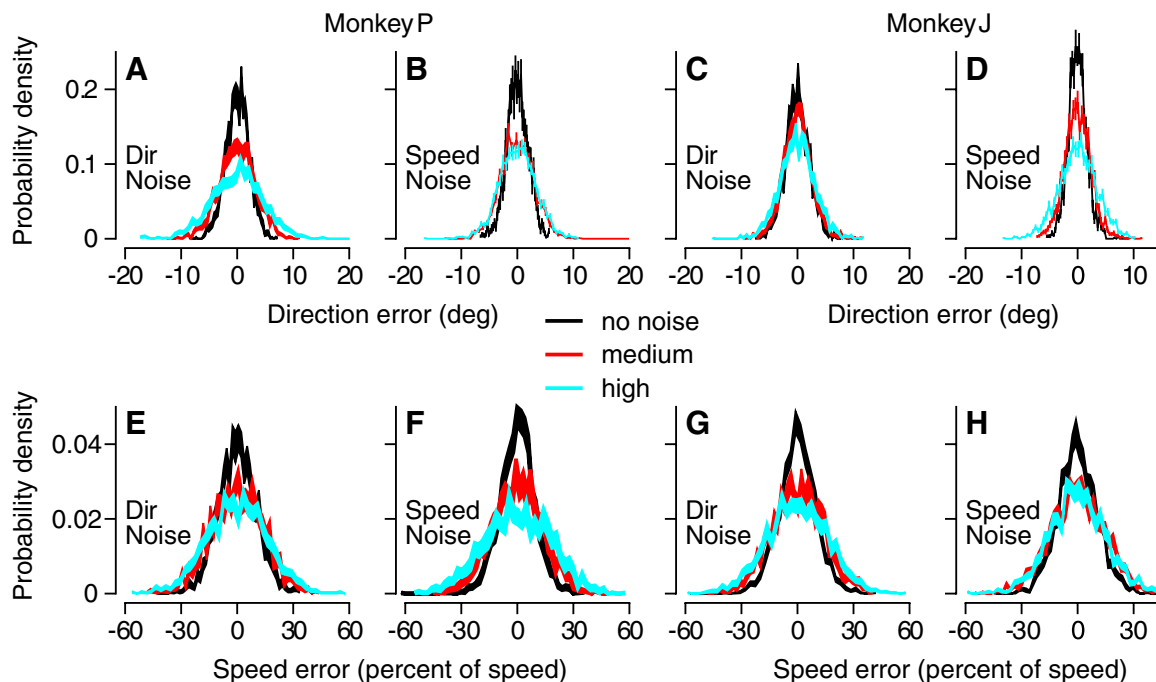 Monkey P
Monkey J
A
B
C
D
Probability density
0.2
0.1
0
Dir
Noise
Speed
Noise
Dir
Noise
Speed
Noise
-20 -10 0 10 20
-20 -10 0 10 20
-20 -10 0 10 20
-20 -10 0 10
Direction error (deg)
Direction error (deg)
no noise
medium
high
E
F
G
H
Probability density
0.04
0.02
0
Dir
Noise
Speed
Noise
Dir
Noise
Speed
Noise
-60 -30 0 30 60
-60 -30 0 30 60
-60 -30 0 30 60
-60 -30 0 30
Speed error (percent of speed)
Speed error (percent of speed)